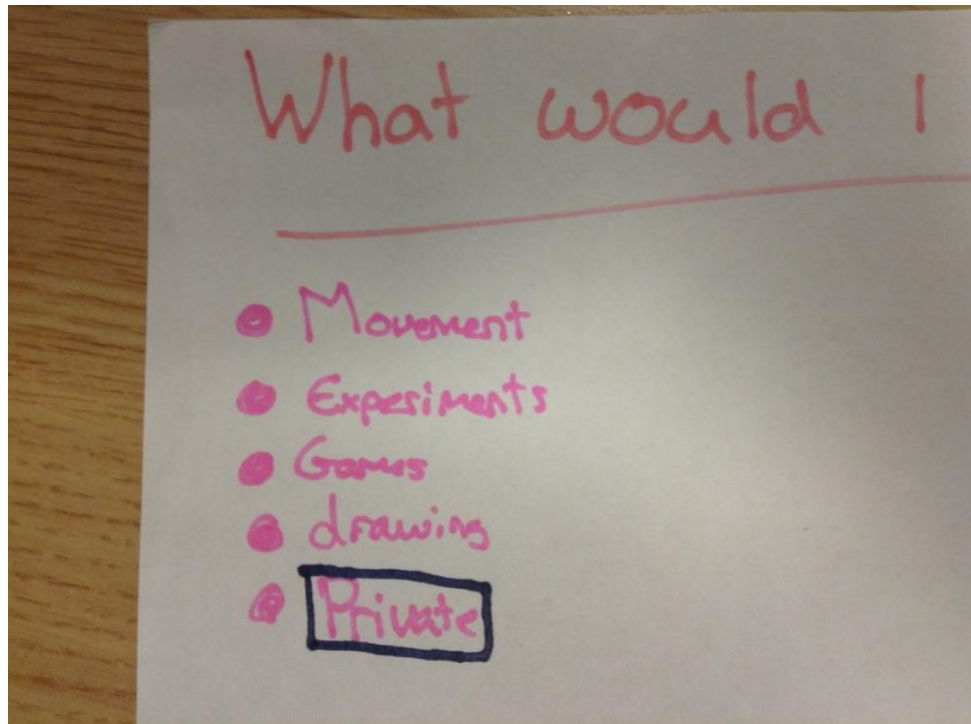 What would I
• Movement
• Experiments
• Games
• drawing
• Private